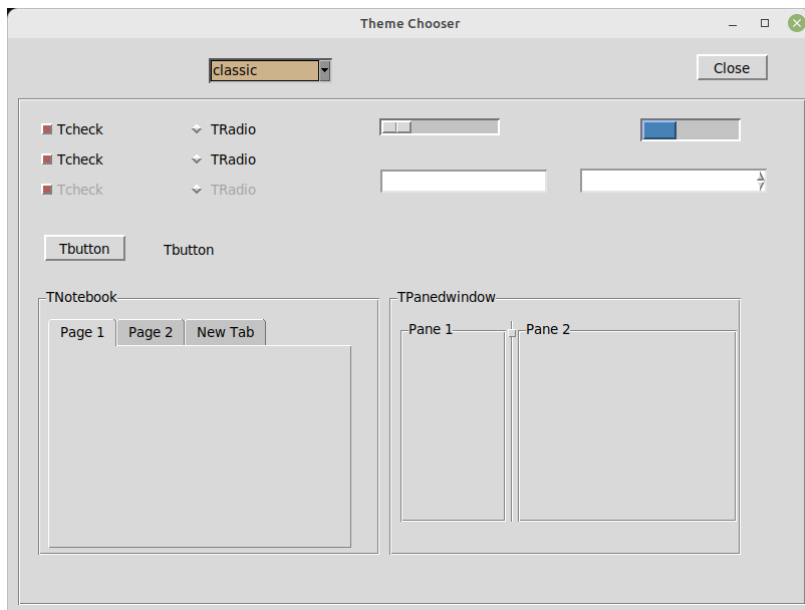 Theme Chooser
classic
Close
Tcheck TRadio
Tcheck TRadio
Tcheck TRadio
Tbutton Tbutton
TNotebook
Page 1 Page 2 New Tab
TPanedwindow
Pane 1 Pane 2